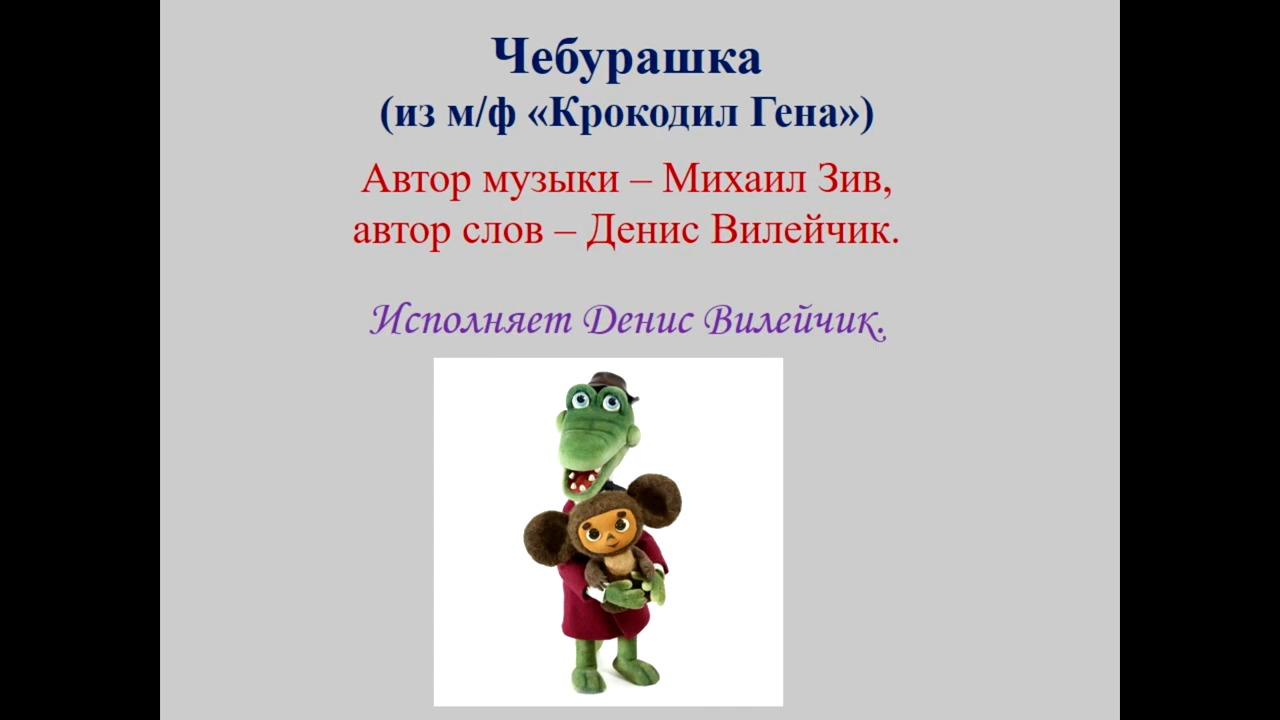 Чебурашка
(из м/ф «Крокодил Гена»)
Автор музыки – Михаил Зив,
автор слов – Денис Вилейчик.
Исполняет Денис Вилейчик.